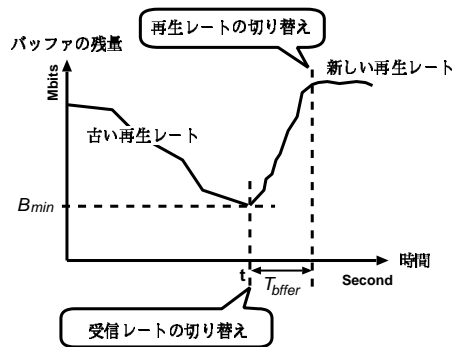 再生レートの切り替え
バッファの残量
Mbits
新しい再生レート
古い再生レート
Bmin
時間
t
Tbffer
Second
受信レートの切り替え